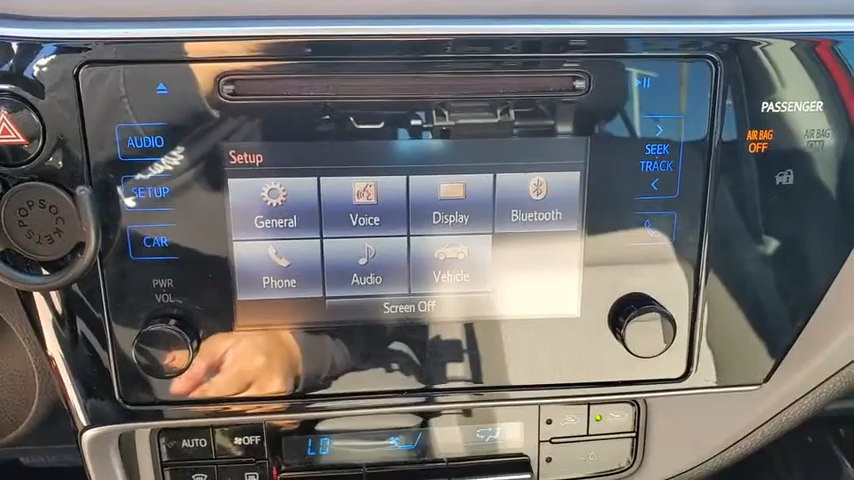 PASSENGER
AIR BAG AIR BAG
OFF ON
AUDIO
SEEK
TRACK
SETUP
CAR
PWR
VOL
Setup
General Voice Display Bluetooth
Phone Audio Vehicle
Screen Off
POPSOCKETS
AUTO OFF
LO